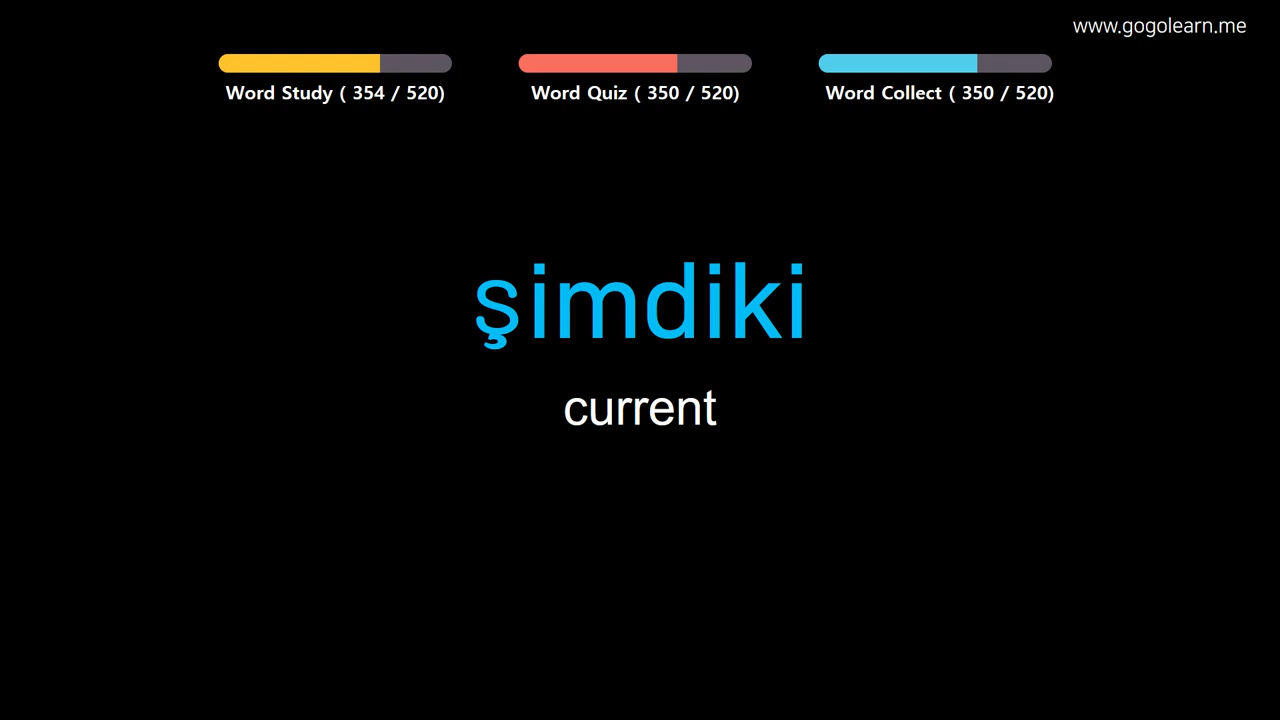 www.gogolearn.me
Word Study ( 354 / 520)
Word Quiz ( 350 / 520)
Word Collect ( 350 / 520)
şimdiki
current